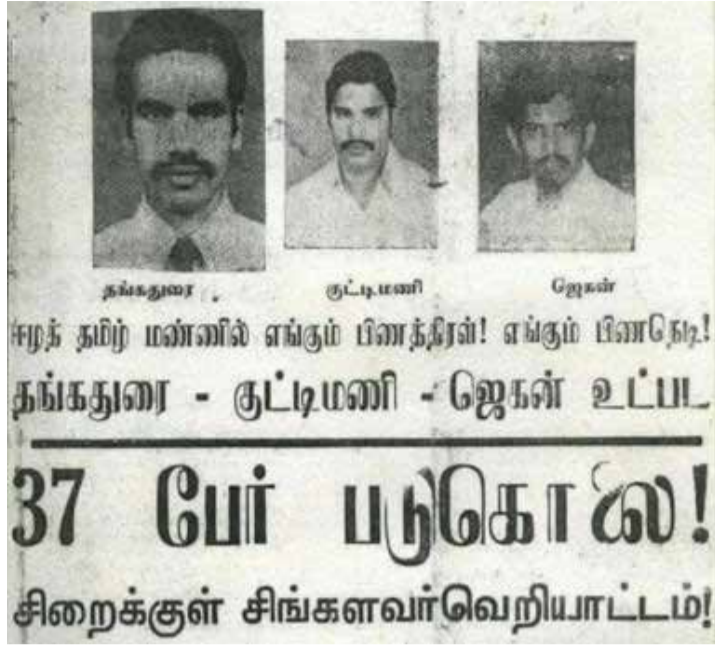 தங்கதுரை குட்டிமணி ஜெகன்
ஈழத் தமிழ் மண்ணில் எங்கும் பிணத்திரள்! எங்கும் பிணநெடி!
தங்கதுரை - குட்டிமணி - ஜெகன் உட்பட
37 பேர் படுகொலை!
சிறைக்குள் சிங்களவர்வெறியாட்டம்!